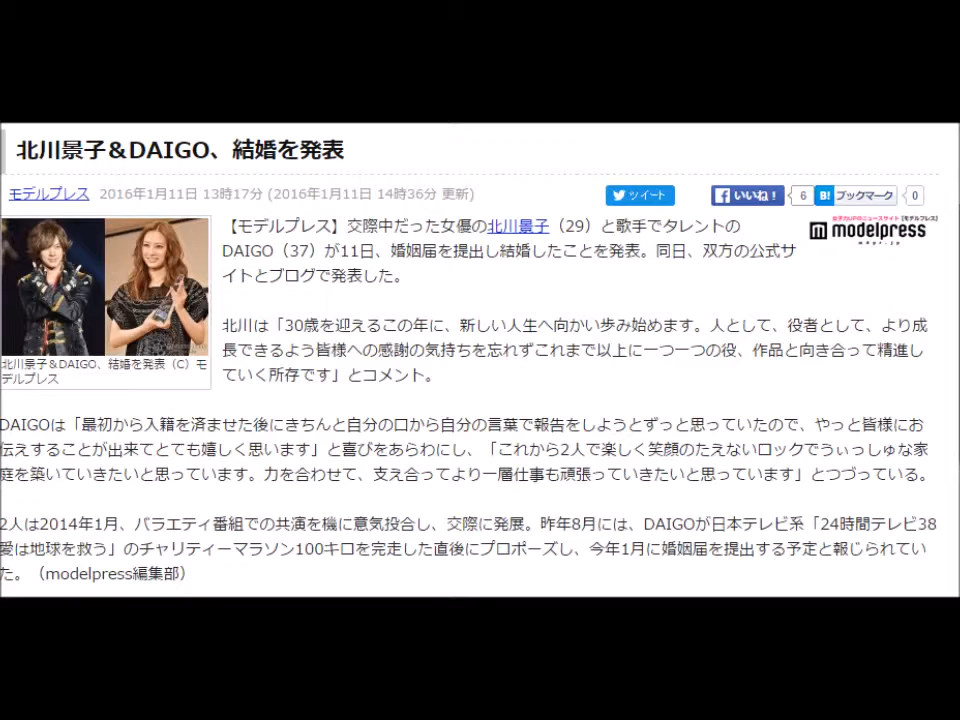 北川景子&DAIGO、結婚を発表
モデルプレス 2016年1月11日 13時17分 (2016年1月11日 14時36分 更新)
ツイート
いいね! 6
B! ブックマーク 0
【モデルプレス】交際中だった女優の北川景子（29）と歌手でタレントの
DAIGO（37）が11日、婚姻届を提出し結婚したことを発表。同日、双方の公式サ
イトとブログで発表した。
女子力UPのニュースサイト【モデルプレス】
modelpress
mdpr.jp
北川は「30歳を迎えるこの年に、新しい人生へ向かい歩み始めます。人として、役者として、より成
長できるよう皆様への感謝の気持ちを忘れずこれまで以上に一つ一つの役、作品と向き合って精進し
ていく所存です」とコメント。
北川景子&DAIGO、結婚を発表（C）モ
デルプレス
DAIGOは「最初から入籍を済ませた後にきちんと自分の口から自分の言葉で報告をしようとずっと思っていたので、やっと皆様にお
伝えすることが出来てとても嬉しく思います」と喜びをあらわにし、「これから2人で楽しく笑顔のたえないロックでうぃっしゅな家
庭を築いていきたいと思っています。力を合わせて、支え合ってより一層仕事も頑張っていきたいと思っています」とつづっている。
2人は2014年1月、バラエティ番組での共演を機に意気投合し、交際に発展。昨年8月には、DAIGOが日本テレビ系「24時間テレビ38
愛は地球を救う」のチャリティーマラソン100キロを完走した直後にプロポーズし、今年1月に婚姻届を提出する予定と報じられてい
た。（modelpress編集部）